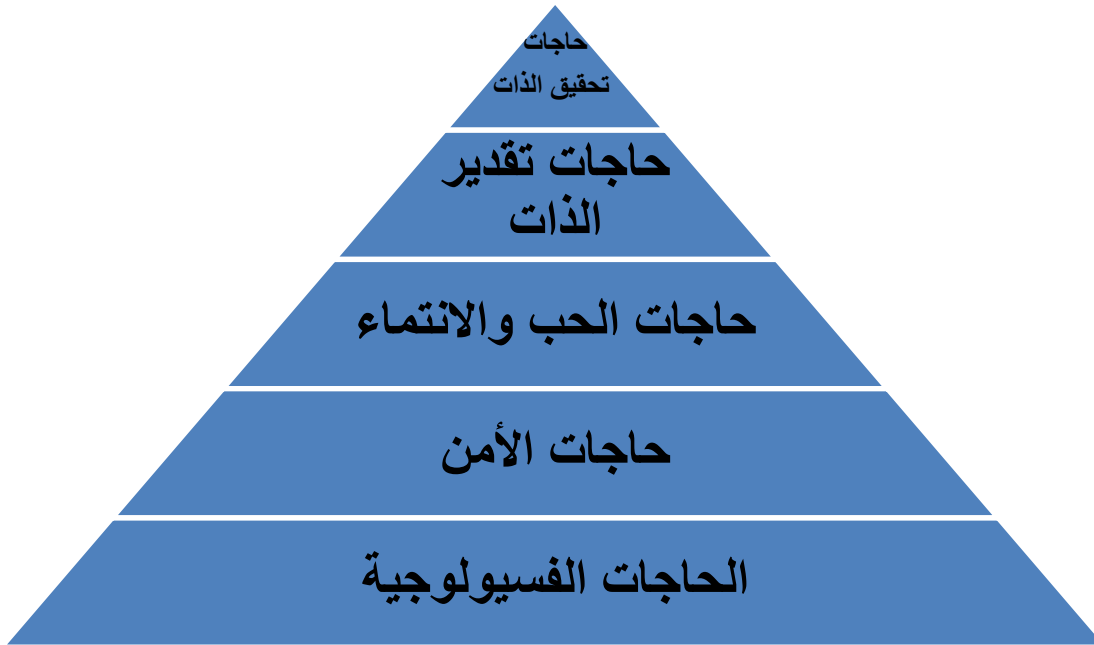 حاجات
تحقيق الذات
حاجات تقدير
الذات
حاجات الحب والانتماء
حاجات الأمن
الحاجات الفسيولوجية